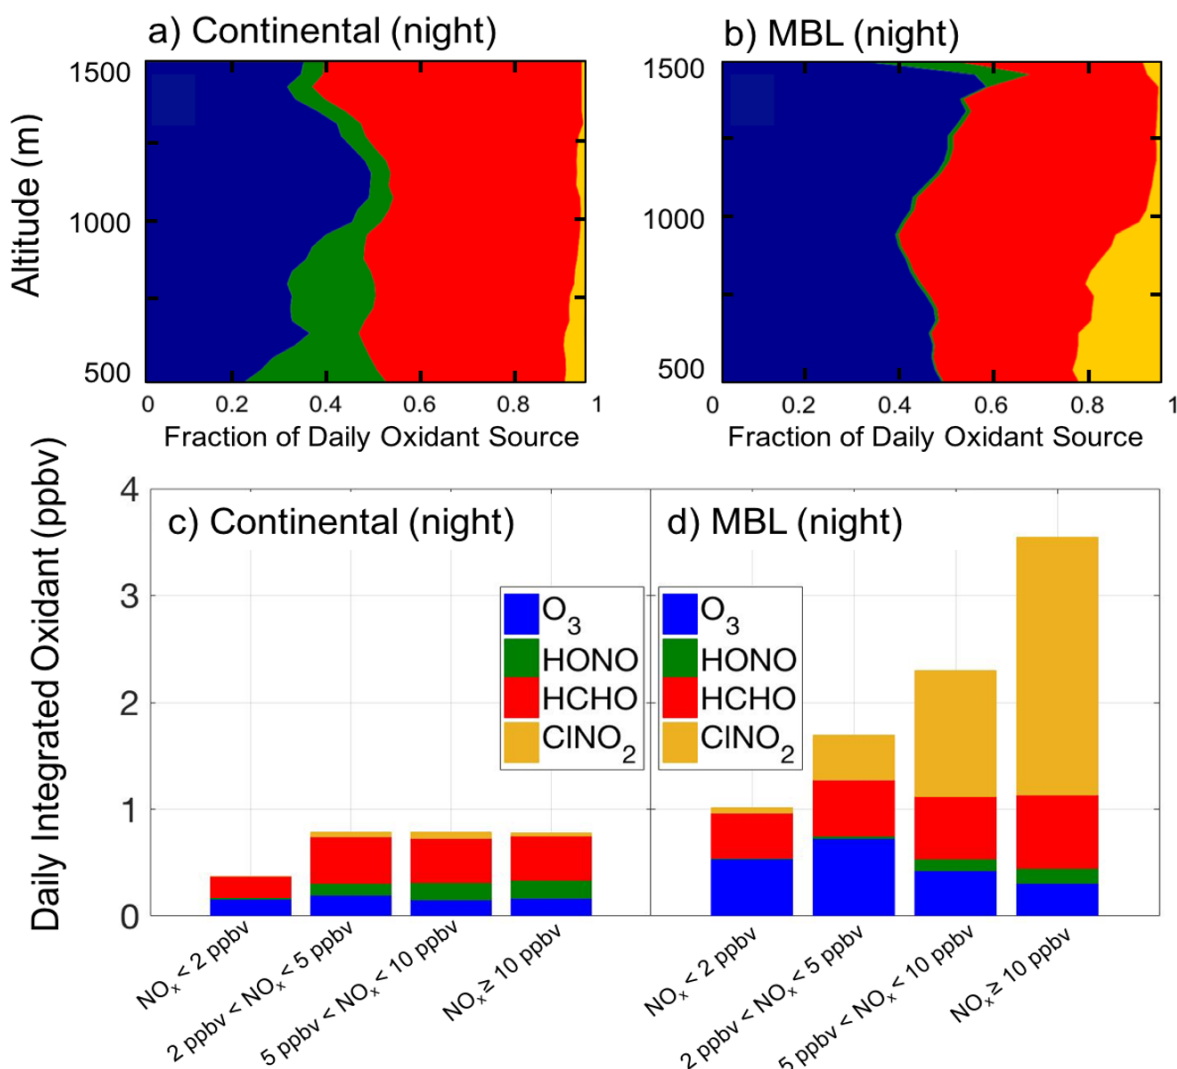 a) Continental (night)
b) MBL (night)
Altitude (m)
1500
1000
500
0 0.2 0.4 0.6 0.8 1
Fraction of Daily Oxidant Source
1500
1000
500
0 0.2 0.4 0.6 0.8 1
Fraction of Daily Oxidant Source
Daily Integrated Oxidant (ppbv)
4
3
2
1
0
c) Continental (night)
O3
HONO
HCHO
ClNO2
d) MBL (night)
O3
HONO
HCHO
ClNO2
NOx < 2 ppbv
2 ppbv < NOx < 5 ppbv
5 ppbv < NOx < 10 ppbv
NOx ≥ 10 ppbv
NOx < 2 ppbv
2 ppbv < NOx < 5 ppbv
5 ppbv < NOx < 10 ppbv
NOx ≥ 10 ppbv